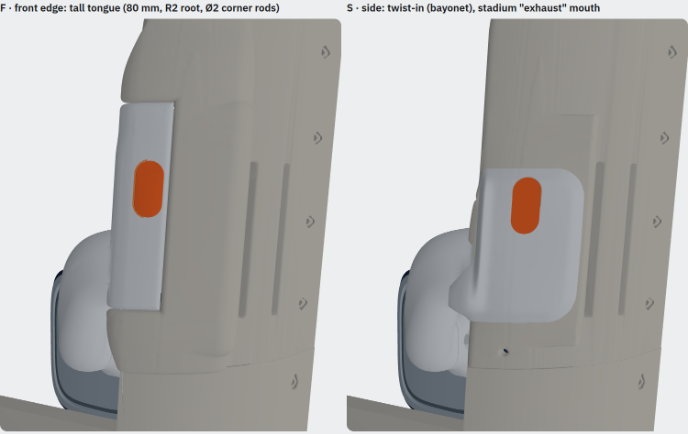 F · front edge: tall tongue (80 mm, R2 root, Ø2 corner rods)
S · side: twist-in (bayonet), stadium "exhaust" mouth